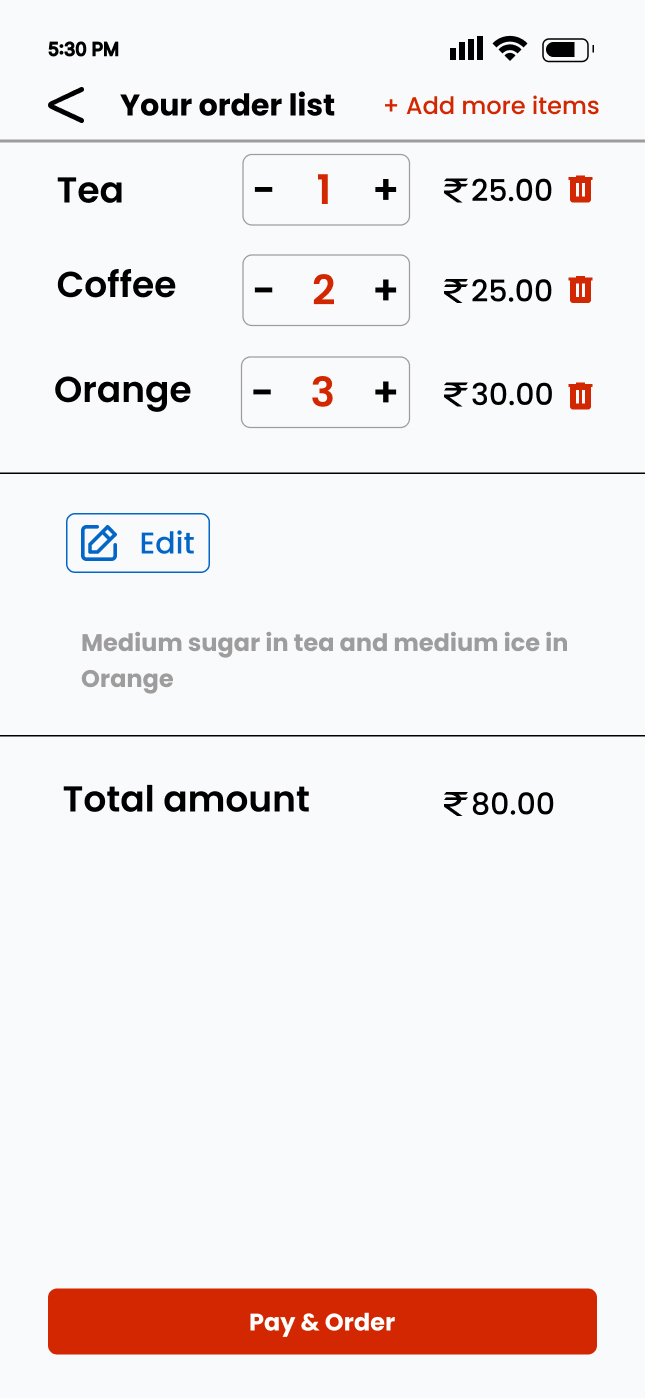 5:30 PM
< Your order list + Add more items
Tea - 1 + ₹25.00
Coffee - 2 + ₹25.00
Orange - 3 + ₹30.00
Edit
Medium sugar in tea and medium ice in
Orange
Total amount ₹80.00
Pay & Order